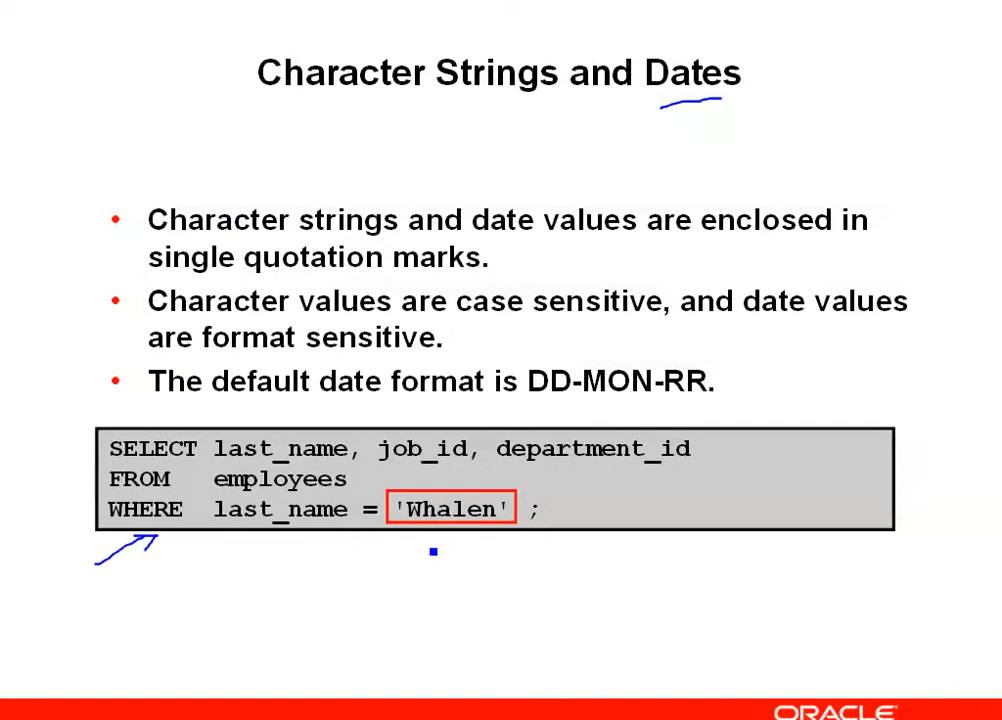 Character Strings and Dates
• Character strings and date values are enclosed in
single quotation marks.
• Character values are case sensitive, and date values
are format sensitive.
• The default date format is DD-MON-RR.
SELECT last_name, job_id, department_id
FROM employees
WHERE last_name = 'Whalen' ;
ORACLE